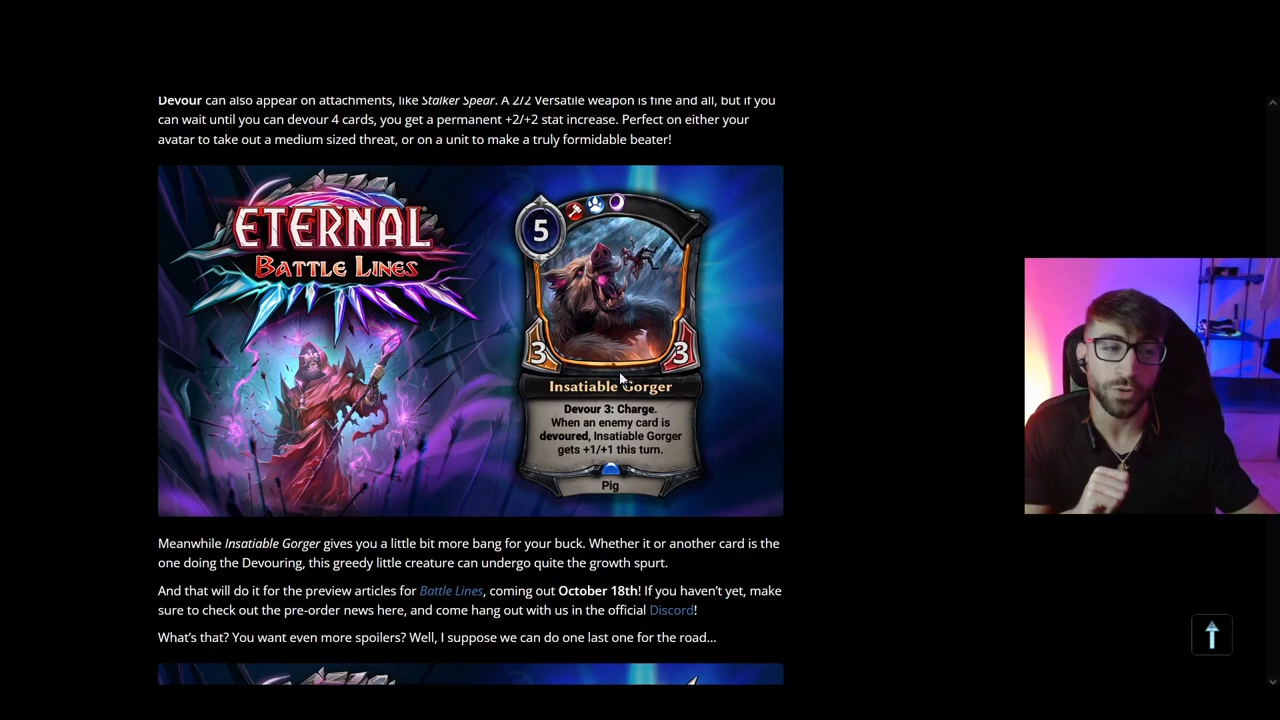 Devour can also appear on attachments, like Stalker Spear. A 2/2 Versatile weapon is fine and all, but if you
can wait until you can devour 4 cards, you get a permanent +2/+2 stat increase. Perfect on either your
avatar to take out a medium sized threat, or on a unit to make a truly formidable beater!
ETERNAL
BATTLE LINES
5
3
3
Insatiable Gorger
Devour 3: Charge.
When an enemy card is
devoured, Insatiable Gorger
gets +1/+1 this turn.
Pig
Meanwhile Insatiable Gorger gives you a little bit more bang for your buck. Whether it or another card is the
one doing the Devouring, this greedy little creature can undergo quite the growth spurt.
And that will do it for the preview articles for Battle Lines, coming out October 18th! If you haven't yet, make
sure to check out the pre-order news here, and come hang out with us in the official Discord!
What's that? You want even more spoilers? Well, I suppose we can do one last one for the road...